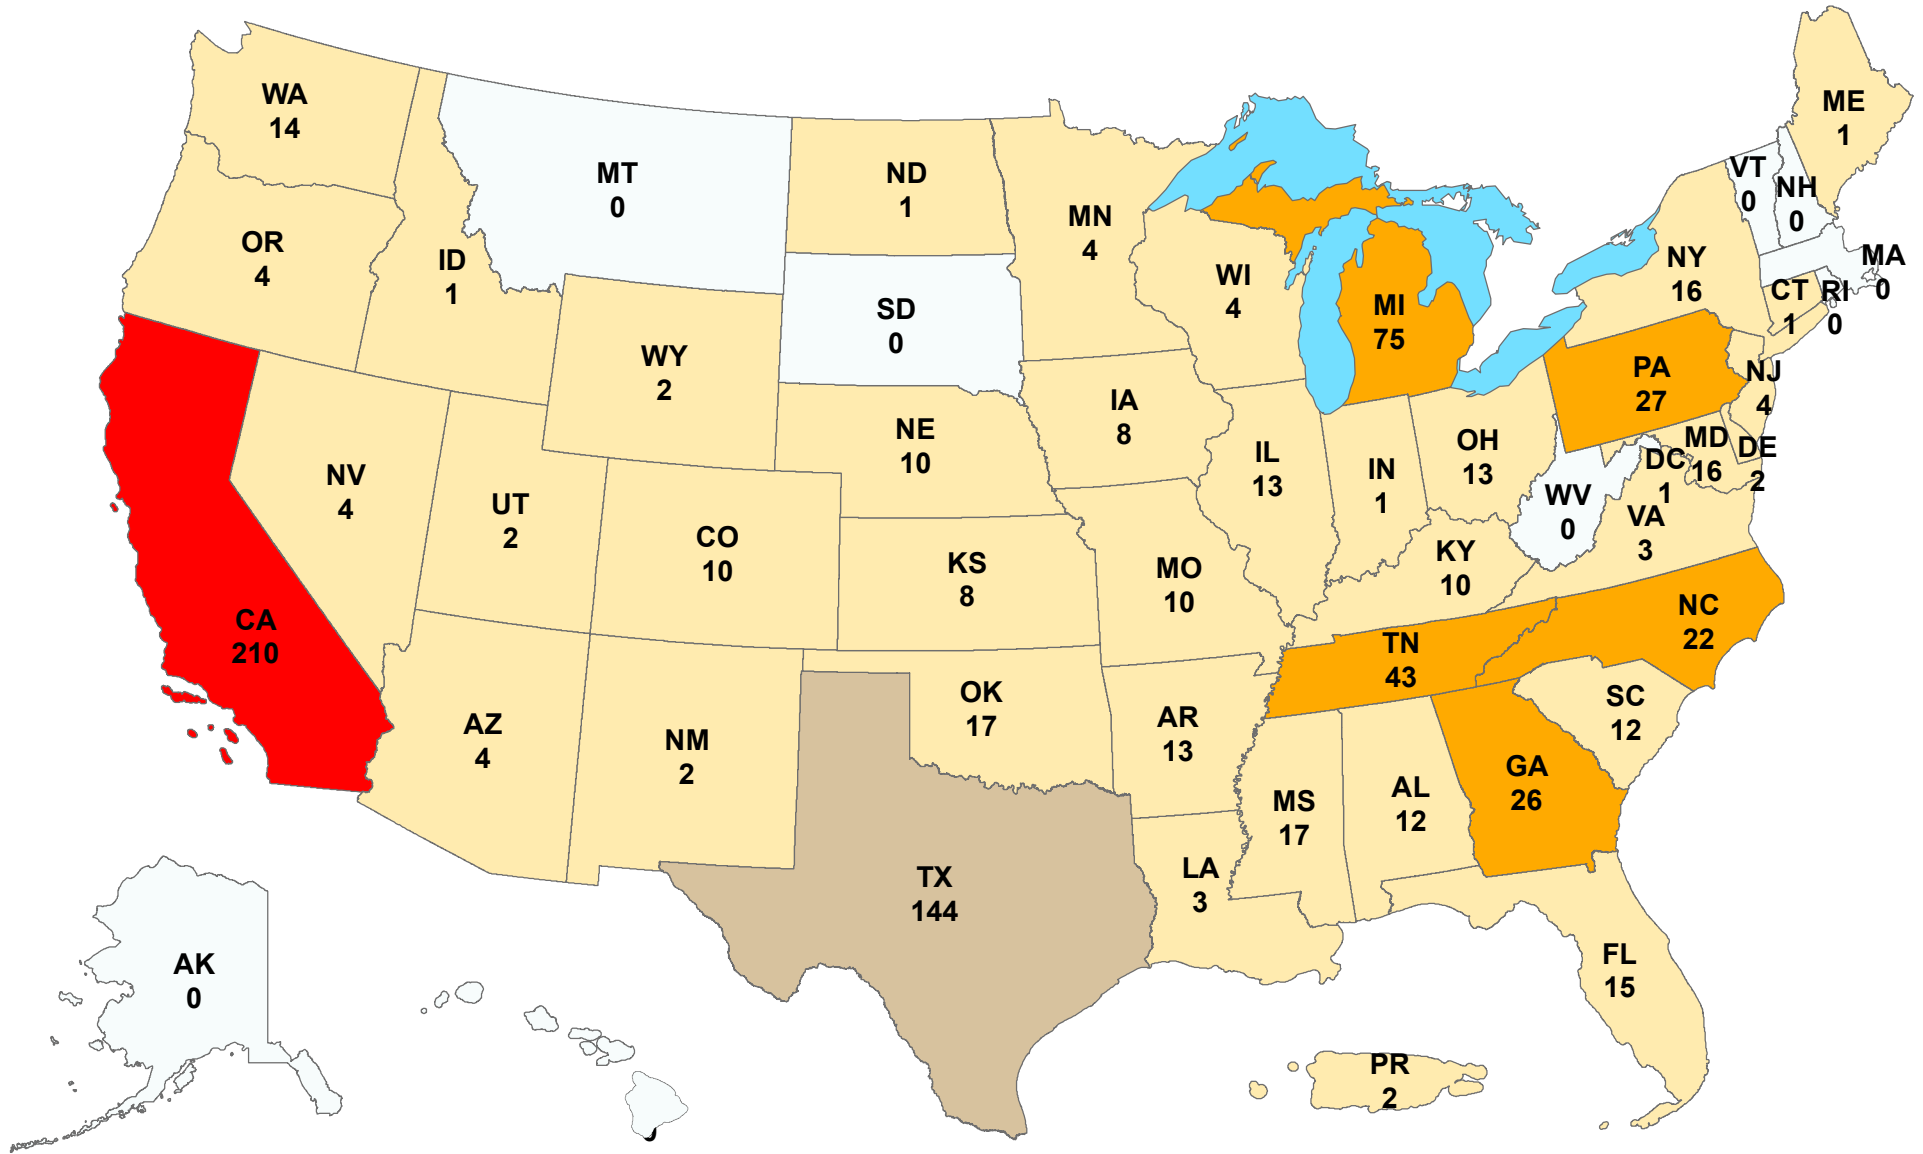 WA
14
OR
4
CA
210
ID
1
NV
4
MT
0
WY
2
UT
2
AZ
4
CO
10
NM
2
ND
1
SD
0
NE
10
KS
8
OK
17
TX
144
MN
4
IA
8
MO
10
AR
13
LA
3
WI
4
IL
13
MI
75
IN
1
OH
13
KY
10
TN
43
MS
17
AL
12
GA
26
FL
15
SC
12
NC
22
VA
3
WV
0
DC
1
MD
16
DE
2
PA
27
NJ
4
NY
16
CT
1
RI
0
MA
0
VT
0
NH
0
ME
1
AK
0
PR
2